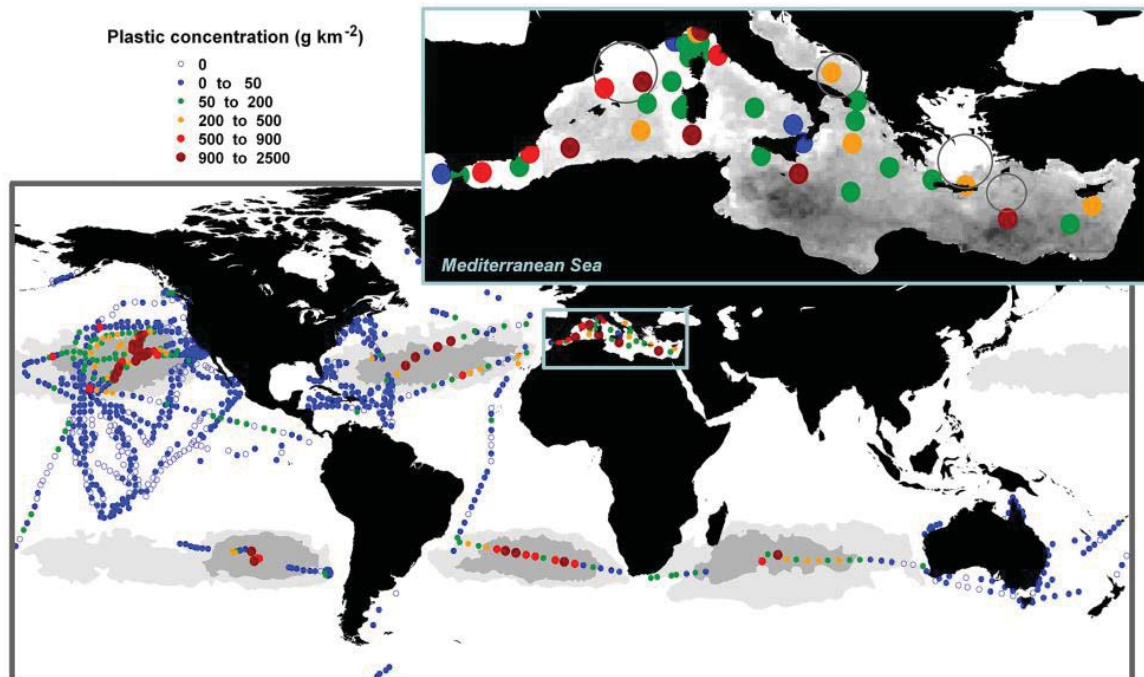 Plastic concentration (g km⁻²)
0
0 to 50
50 to 200
200 to 500
500 to 900
900 to 2500
Mediterranean Sea